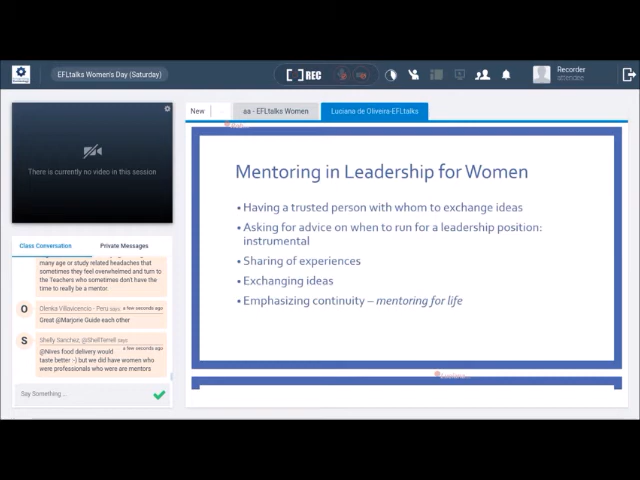 EFLtalks Women's Day (Saturday)
[ ] REC
Recorder
attendee
New
aa - EFLtalks Women
Luciana de Oliveira-EFLtalks
There is currently no video in this session
Mentoring in Leadership for Women
• Having a trusted person with whom to exchange ideas
• Asking for advice on when to run for a leadership position:
instrumental
• Sharing of experiences
• Exchanging ideas
• Emphasizing continuity – mentoring for life
Class Conversation
Private Messages
many age or study related headaches that
sometimes they feel overwhelmed and turn to
the Teachers who sometimes don't have the
time to really be a mentor.
O
Olenka Villavicencio - Peru says
a few seconds ago
Great @Marjorie Guide each other
S
Shelly Sanchez, @ShellTerrell says
a few seconds ago
@Nives food delivery would
taste better :-) but we did have women who
were professionals who were are mentors
Say Something...